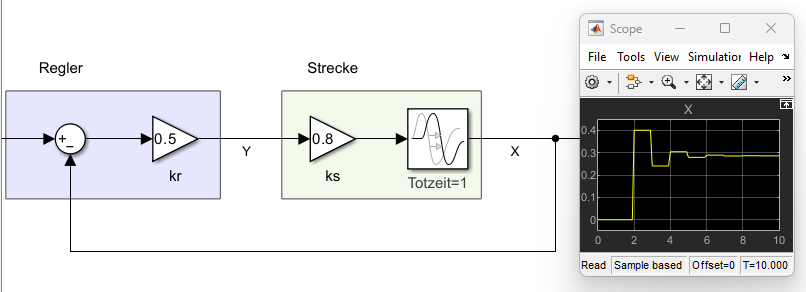 Regler
Strecke
0.5
kr
Y
0.8
ks
Totzeit=1
X
Scope
File Tools View Simulation Help
X
0.4
0.3
0.2
0.1
0
0 2 4 6 8 10
Read Sample based Offset=0 T=10.000